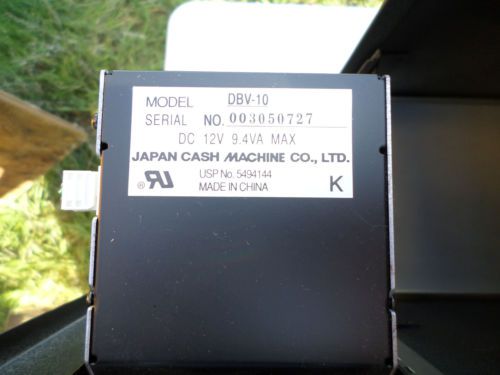 MODEL DBV-10
SERIAL NO. 003050727
DC 12V 9.4VA MAX
JAPAN CASH MACHINE CO., LTD.
USP No. 5494144
MADE IN CHINA
® RU K